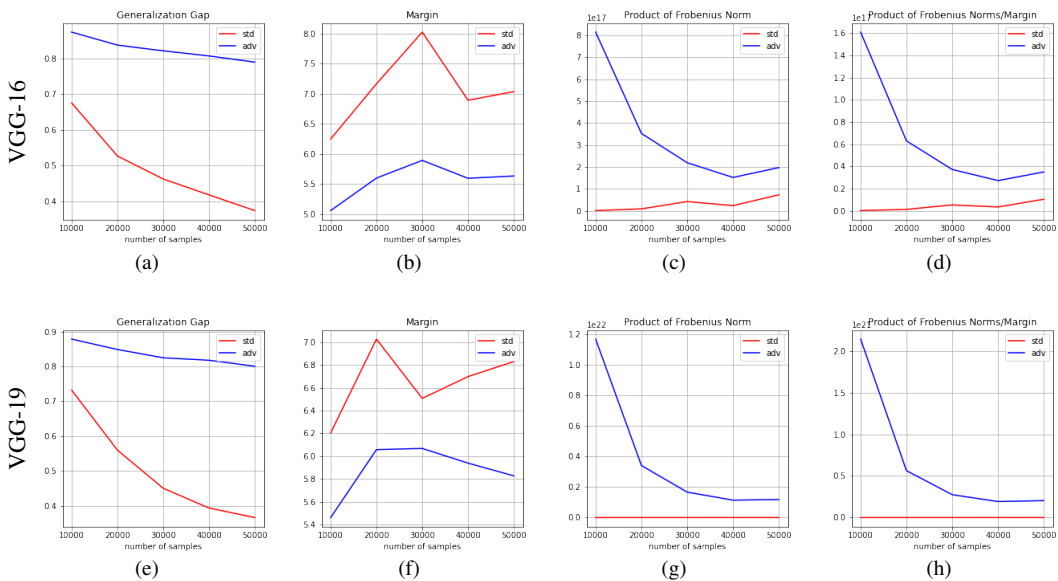 VGG-16
Generalization Gap
std
adv
0.8
0.7
0.6
0.5
0.4
10000 20000 30000 40000 50000
number of samples
(a)
Margin
std
adv
8.0
7.5
7.0
6.5
6.0
5.5
5.0
10000 20000 30000 40000 50000
number of samples
(b)
1e17
Product of Frobenius Norm
std
adv
8
7
6
5
4
3
2
1
0
10000 20000 30000 40000 50000
number of samples
(c)
1e17
Product of Frobenius Norms/Margin
std
adv
1.6
1.4
1.2
1.0
0.8
0.6
0.4
0.2
0.0
10000 20000 30000 40000 50000
number of samples
(d)
VGG-19
Generalization Gap
std
adv
0.9
0.8
0.7
0.6
0.5
0.4
10000 20000 30000 40000 50000
number of samples
(e)
Margin
std
adv
7.0
6.8
6.6
6.4
6.2
6.0
5.8
5.6
5.4
10000 20000 30000 40000 50000
number of samples
(f)
1e22
Product of Frobenius Norm
std
adv
1.2
1.0
0.8
0.6
0.4
0.2
0.0
10000 20000 30000 40000 50000
number of samples
(g)
1e21
Product of Frobenius Norms/Margin
std
adv
2.0
1.5
1.0
0.5
0.0
10000 20000 30000 40000 50000
number of samples
(h)